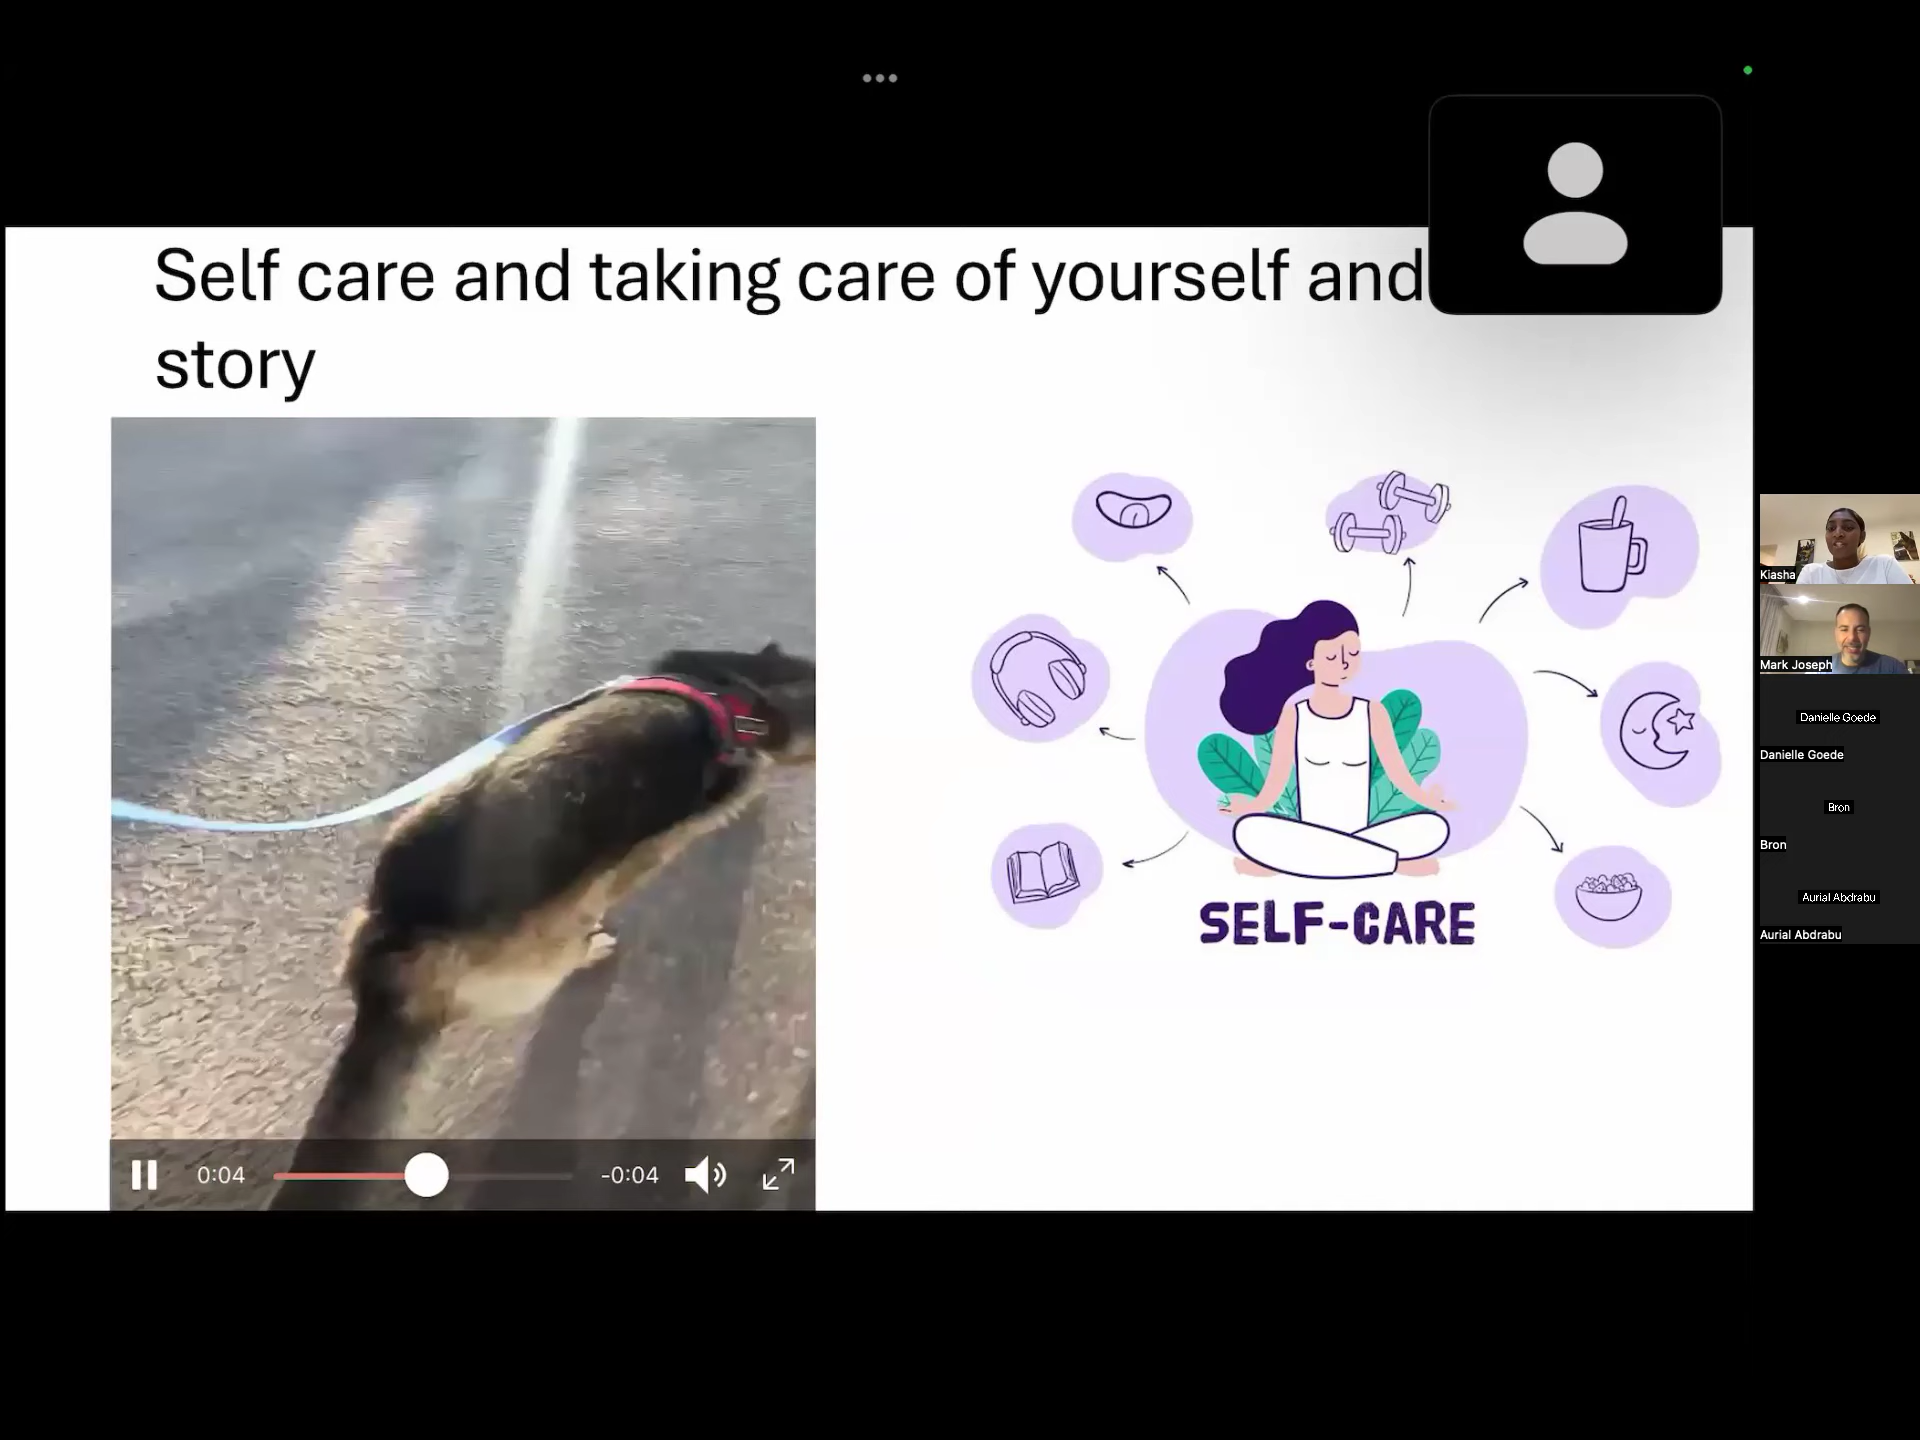 Self care and taking care of yourself and
story
SELF-CARE
0:04
-0:04
Kiasha
Mark Joseph
Danielle Goede
Danielle Goede
Bron
Bron
Aurial Abdrabu
Aurial Abdrabu